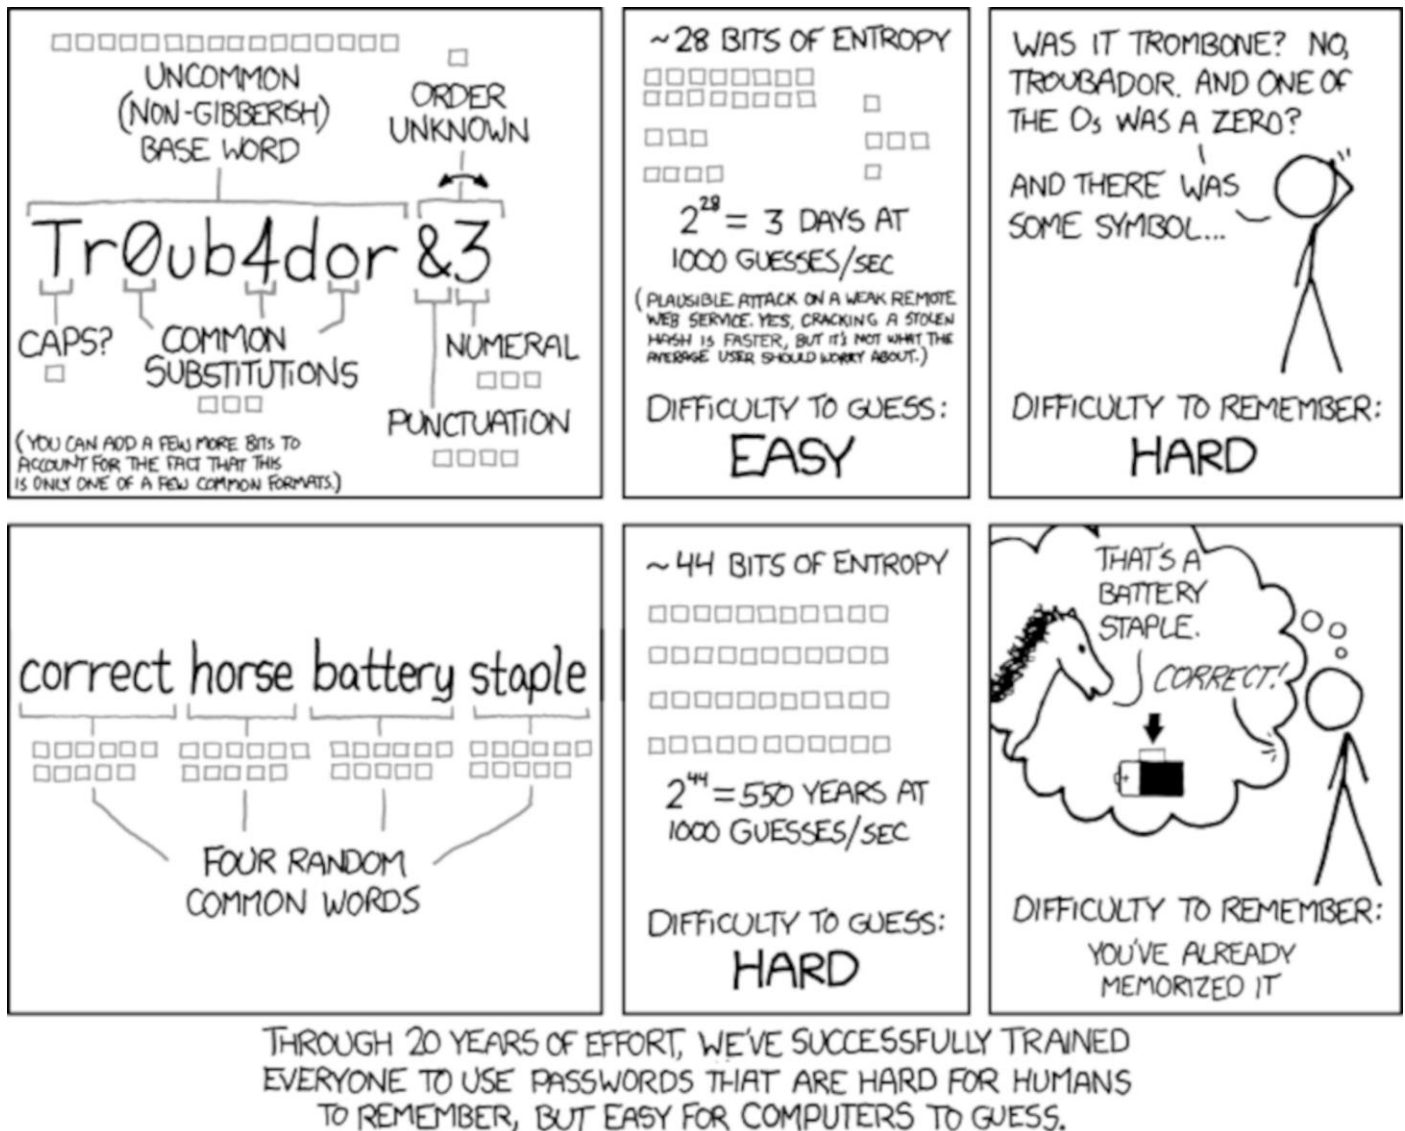 UNCOMMON
(NON-GIBBERISH)
BASE WORD
ORDER
UNKNOWN
Tr0ub4dor &3
CAPS?
COMMON
SUBSTITUTIONS
NUMERAL
PUNCTUATION
(YOU CAN ADD A FEW MORE BITS TO
ACCOUNT FOR THE FACT THAT THIS
IS ONLY ONE OF A FEW COMMON FORMATS.)
~28 BITS OF ENTROPY
2^28 = 3 DAYS AT
1000 GUESSES/SEC
(PLAUSIBLE ATTACK ON A WEAK REMOTE
WEB SERVICE. YES, CRACKING A STOLEN
HASH IS FASTER, BUT IT'S NOT WHAT THE
AVERAGE USER SHOULD WORRY ABOUT.)
DIFFICULTY TO GUESS:
EASY
WAS IT TROMBONE? NO,
TROUBADOR. AND ONE OF
THE Os WAS A ZERO?
AND THERE WAS
SOME SYMBOL...
DIFFICULTY TO REMEMBER:
HARD
correct horse battery staple
FOUR RANDOM
COMMON WORDS
~44 BITS OF ENTROPY
2^44 = 550 YEARS AT
1000 GUESSES/SEC
DIFFICULTY TO GUESS:
HARD
THAT'S A
BATTERY
STAPLE.
CORRECT!
DIFFICULTY TO REMEMBER:
YOU'VE ALREADY
MEMORIZED IT
THROUGH 20 YEARS OF EFFORT, WE'VE SUCCESSFULLY TRAINED
EVERYONE TO USE PASSWORDS THAT ARE HARD FOR HUMANS
TO REMEMBER, BUT EASY FOR COMPUTERS TO GUESS.